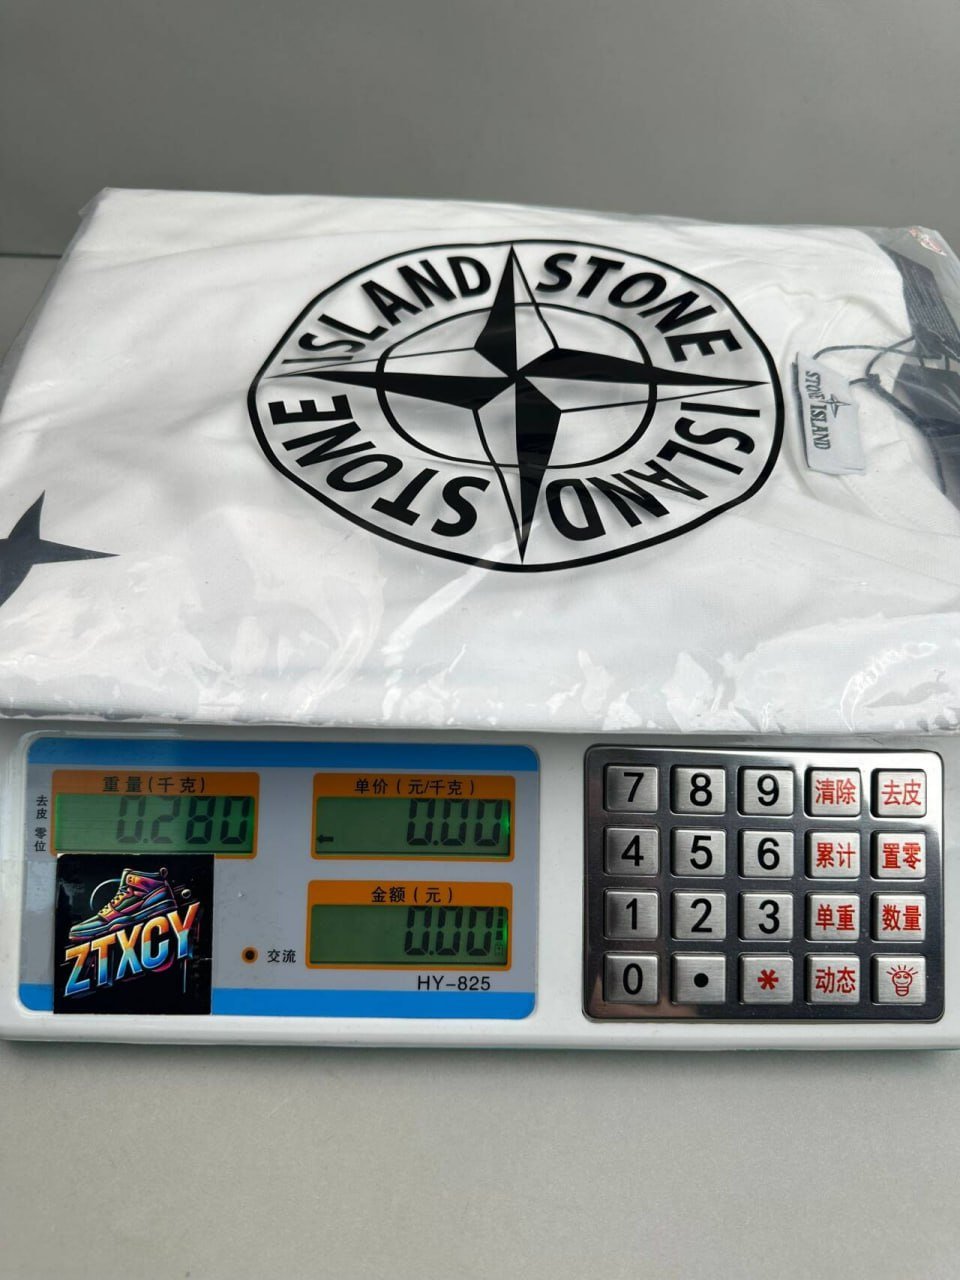 ISLAND STONE
ISLAND STONE
STONE ISLAND
重量(千克)
单价(元/千克)
去皮
零位
0.280
0.00
金额(元)
0.00
交流
HY-825
ZTXCY
7 8 9 清除 去皮
4 5 6 累计 置零
1 2 3 单重 数量
0 • * 动态